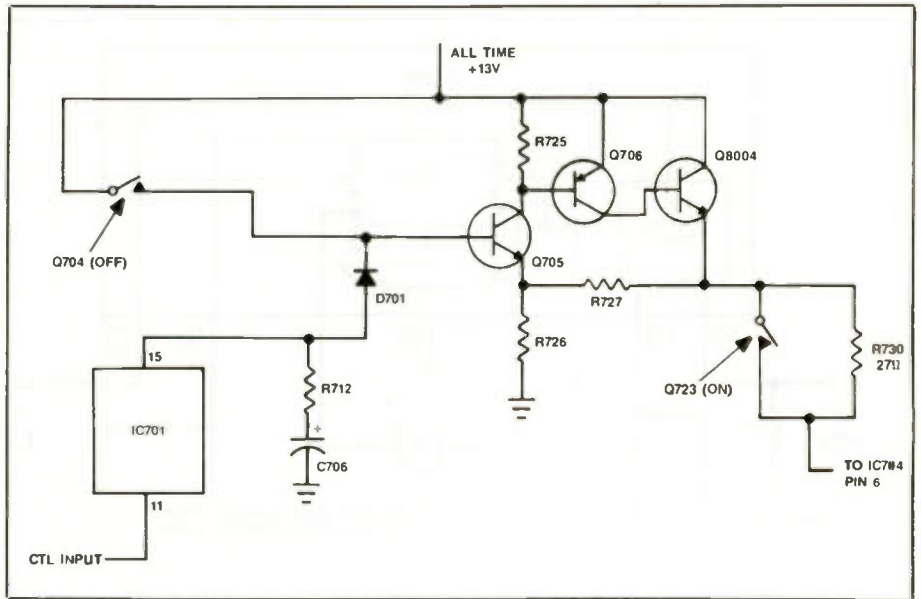 ALL TIME
+13V
R725
Q706
Q8004
Q704 (OFF)
Q705
D701
R727
R726
R730
27Ω
Q723 (ON)
15
R712
IC701
+
C706
11
TO IC7#4
PIN 6
CTL INPUT